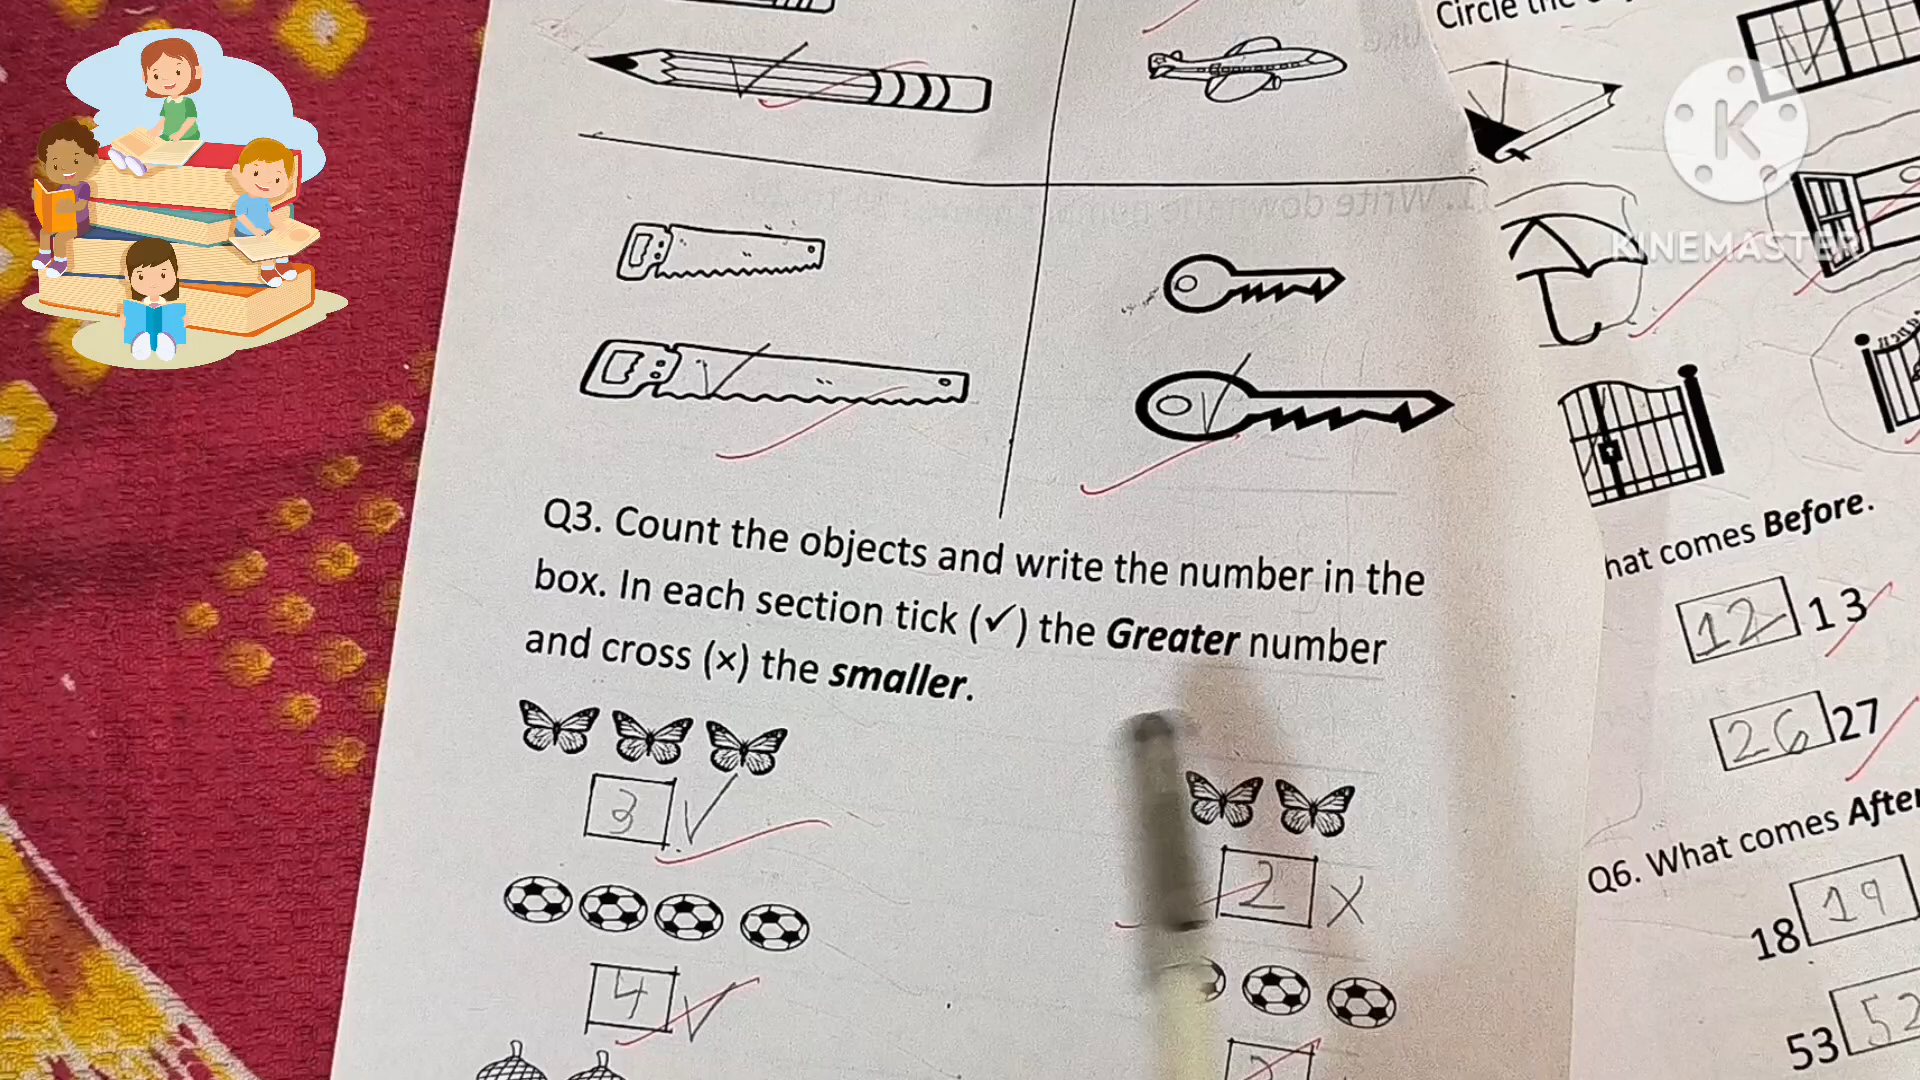 Circle the
K
KINEMASTER
Q3. Count the objects and write the number in the
box. In each section tick (✓) the Greater number
and cross (×) the smaller.
3 ✓
2 X
4 ✓
hat comes Before.
12 13
26 27
Q6. What comes After
18 19
53 52